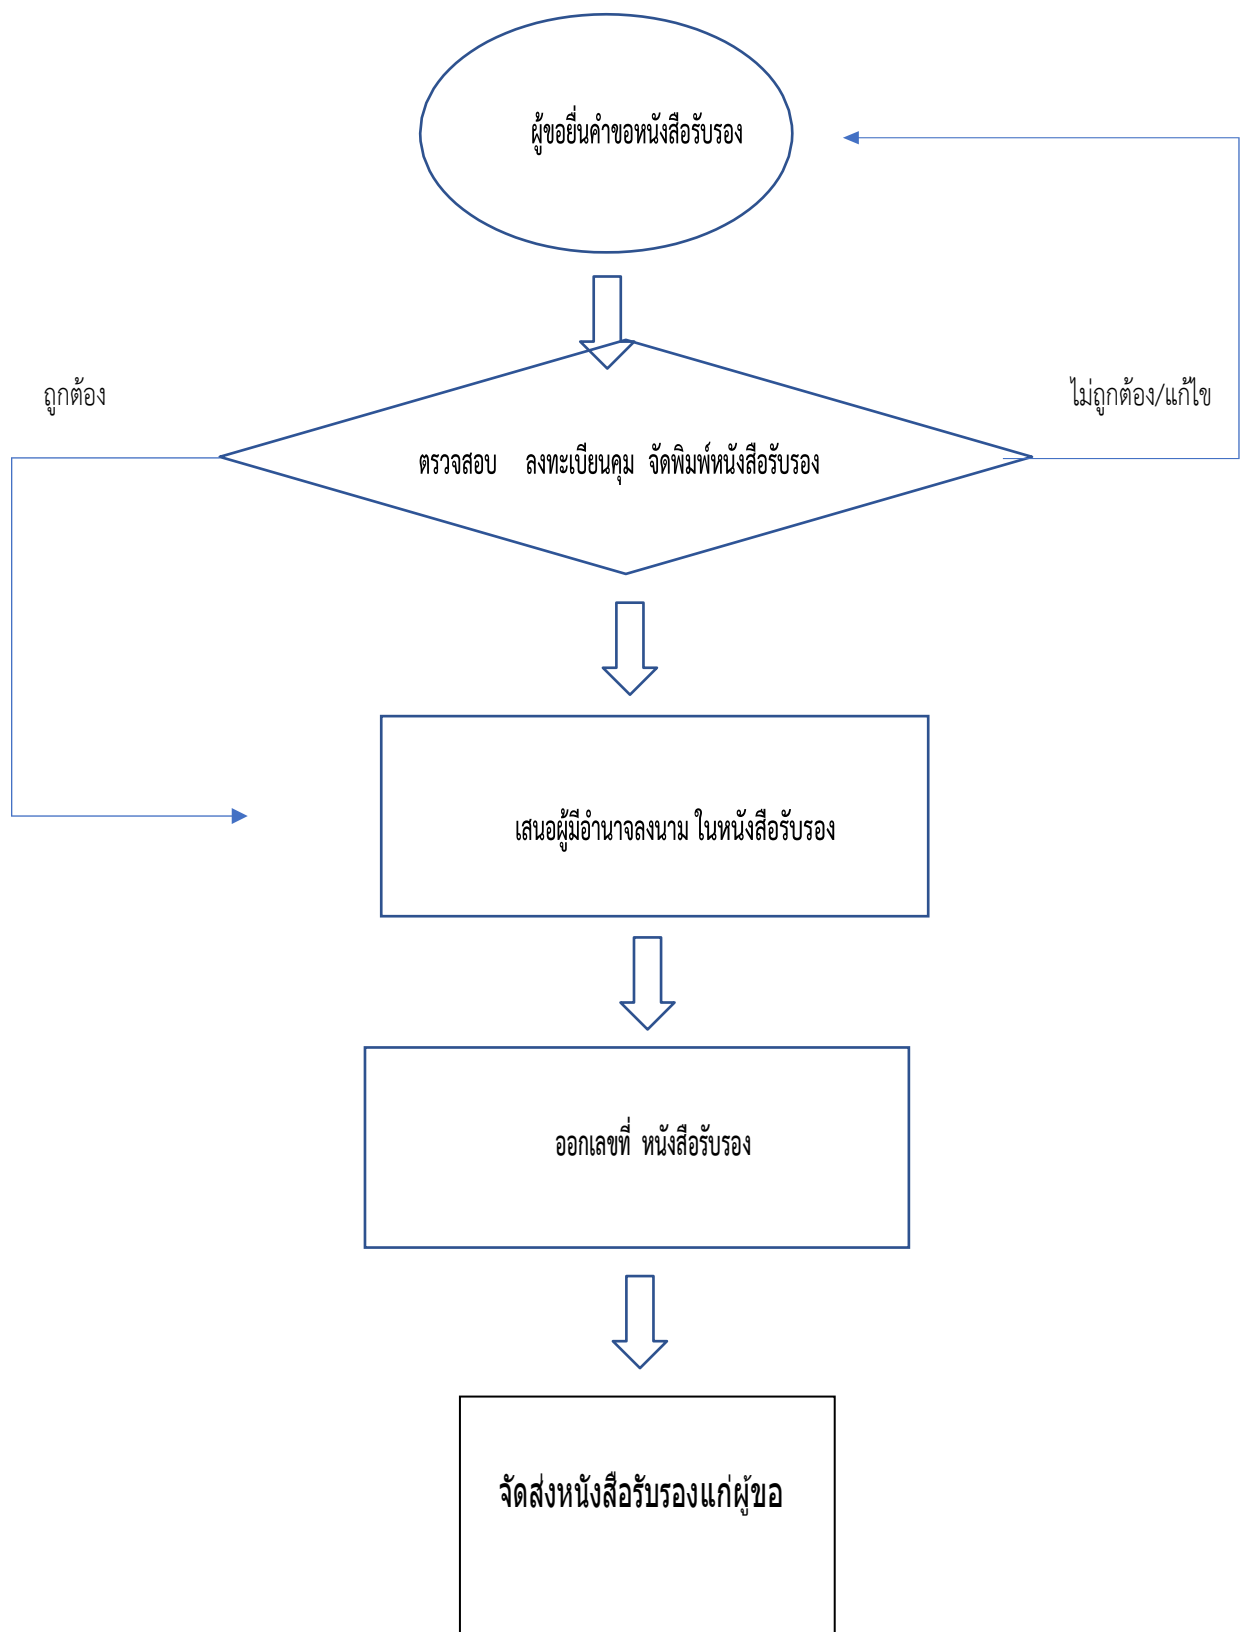 ผู้ขอยื่นคำขอหนังสือรับรอง
ถูกต้อง
ไม่ถูกต้อง/แก้ไข
ตรวจสอบ ลงทะเบียนคุม จัดพิมพ์หนังสือรับรอง
เสนอผู้มีอำนาจลงนาม ในหนังสือรับรอง
ออกเลขที่ หนังสือรับรอง
จัดส่งหนังสือรับรองแก่ผู้ขอ